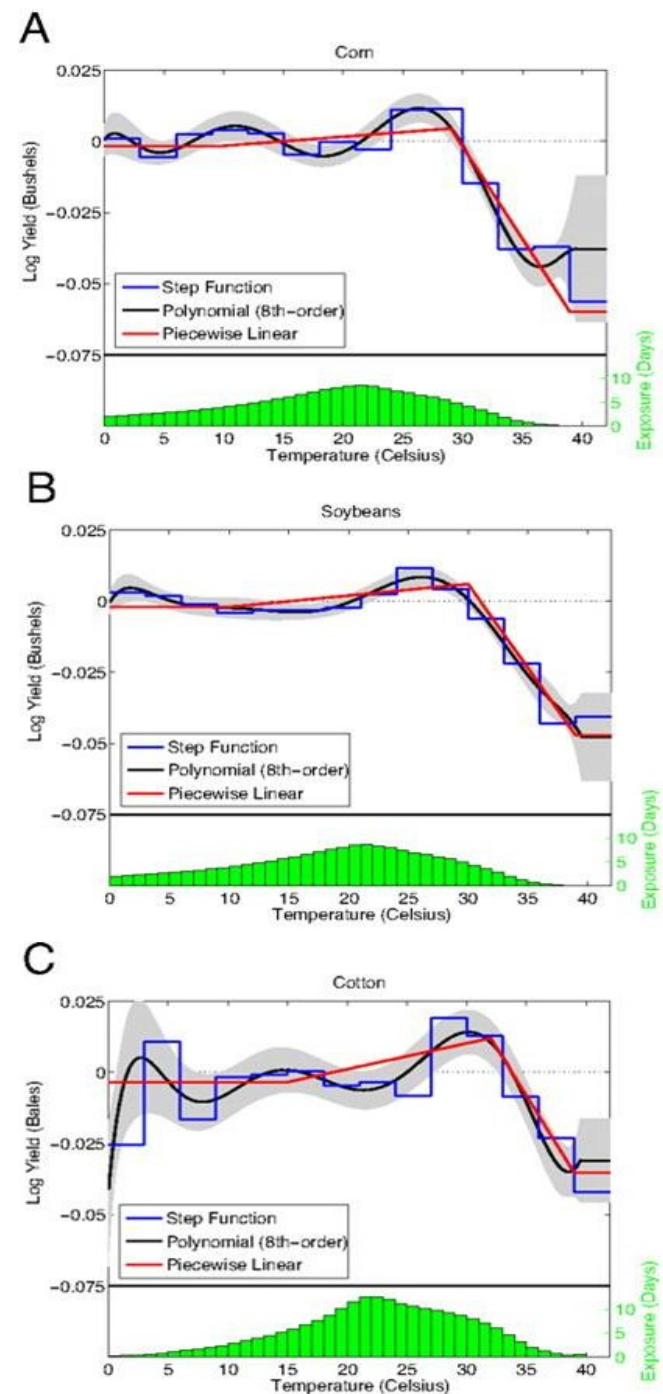 A
Corn
0.025
0
−0.025
−0.05
−0.075
Log Yield (Bushels)
Step Function
Polynomial (8th−order)
Piecewise Linear
10
5
0
Exposure (Days)
0 5 10 15 20 25 30 35 40
Temperature (Celsius)
B
Soybeans
0.025
0
−0.025
−0.05
−0.075
Log Yield (Bushels)
Step Function
Polynomial (8th−order)
Piecewise Linear
10
5
0
Exposure (Days)
0 5 10 15 20 25 30 35 40
Temperature (Celsius)
C
Cotton
0.025
0
−0.025
−0.05
−0.075
Log Yield (Bales)
Step Function
Polynomial (8th−order)
Piecewise Linear
10
5
0
Exposure (Days)
0 5 10 15 20 25 30 35 40
Temperature (Celsius)